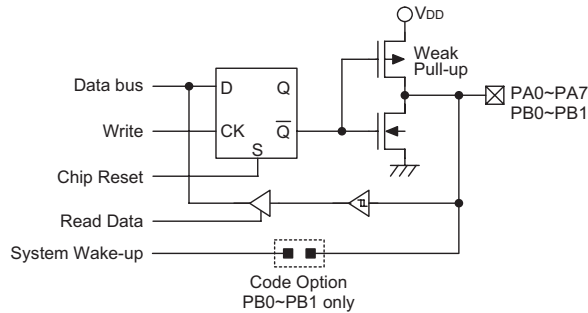 VDD
Weak
Pull-up
Data bus
D
Q
PA0~PA7
PB0~PB1
Write
CK
Q
S
Chip Reset
Read Data
System Wake-up
Code Option
PB0~PB1 only